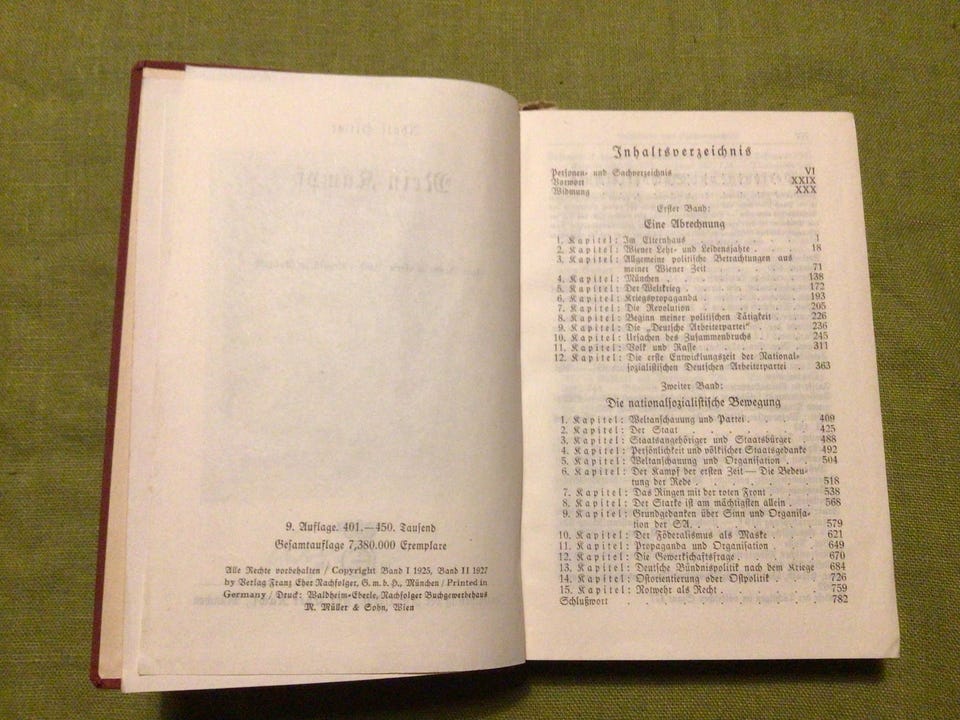 9. Auflage. 401.—450. Tausend
Gesamtauflage 7,380.000 Exemplare
Alle Rechte vorbehalten / Copyright Band I 1925, Band II 1927
by Verlag Franz Eher Nachfolger, G. m. b. H., München / Printed in
Germany / Druck: Waldheim-Eberle, Nachfolger Buchgewerbehaus
M. Müller & Sohn, Wien
Inhaltsverzeichnis
Personen- und Sachverzeichnis VI
Vorwort XXIX
Widmung XXX
Erster Band:
Eine Abrechnung
1. Kapitel: Im Elternhaus . . . . . . . 1
2. Kapitel: Wiener Lehr- und Leidensjahre . . 18
3. Kapitel: Allgemeine politische Betrachtungen aus
meiner Wiener Zeit . . . . . 71
4. Kapitel: München . . . . . . . . 138
5. Kapitel: Der Weltkrieg . . . . . . . 172
6. Kapitel: Kriegspropaganda . . . . . . 193
7. Kapitel: Die Revolution . . . . . . 205
8. Kapitel: Beginn meiner politischen Tätigkeit . 226
9. Kapitel: Die „Deutsche Arbeiterpartei“ . . . 236
10. Kapitel: Ursachen des Zusammenbruchs . . 245
11. Kapitel: Volk und Rasse . . . . . . 311
12. Kapitel: Die erste Entwicklungszeit der National-
sozialistischen Deutschen Arbeiterpartei . 363
Zweiter Band:
Die nationalsozialistische Bewegung
1. Kapitel: Weltanschauung und Partei . . . . 409
2. Kapitel: Der Staat . . . . . . . 425
3. Kapitel: Staatsangehöriger und Staatsbürger . 488
4. Kapitel: Persönlichkeit und völkischer Staatsgedanke 492
5. Kapitel: Weltanschauung und Organisation . . 504
6. Kapitel: Der Kampf der ersten Zeit — Die Bedeu-
tung der Rede . . . . . . 518
7. Kapitel: Das Ringen mit der roten Front . . 538
8. Kapitel: Der Starke ist am mächtigsten allein . 568
9. Kapitel: Grundgedanken über Sinn und Organisa-
tion der SA. . . . . . . 579
10. Kapitel: Der Föderalismus als Maske . . . 621
11. Kapitel: Propaganda und Organisation . . . 649
12. Kapitel: Die Gewerkschaftsfrage . . . . . 670
13. Kapitel: Deutsche Bündnispolitik nach dem Kriege 684
14. Kapitel: Ostorientierung oder Ostpolitik . . . 726
15. Kapitel: Notwehr als Recht . . . . . . 759
Schlußwort . . . . . . . . . . 782